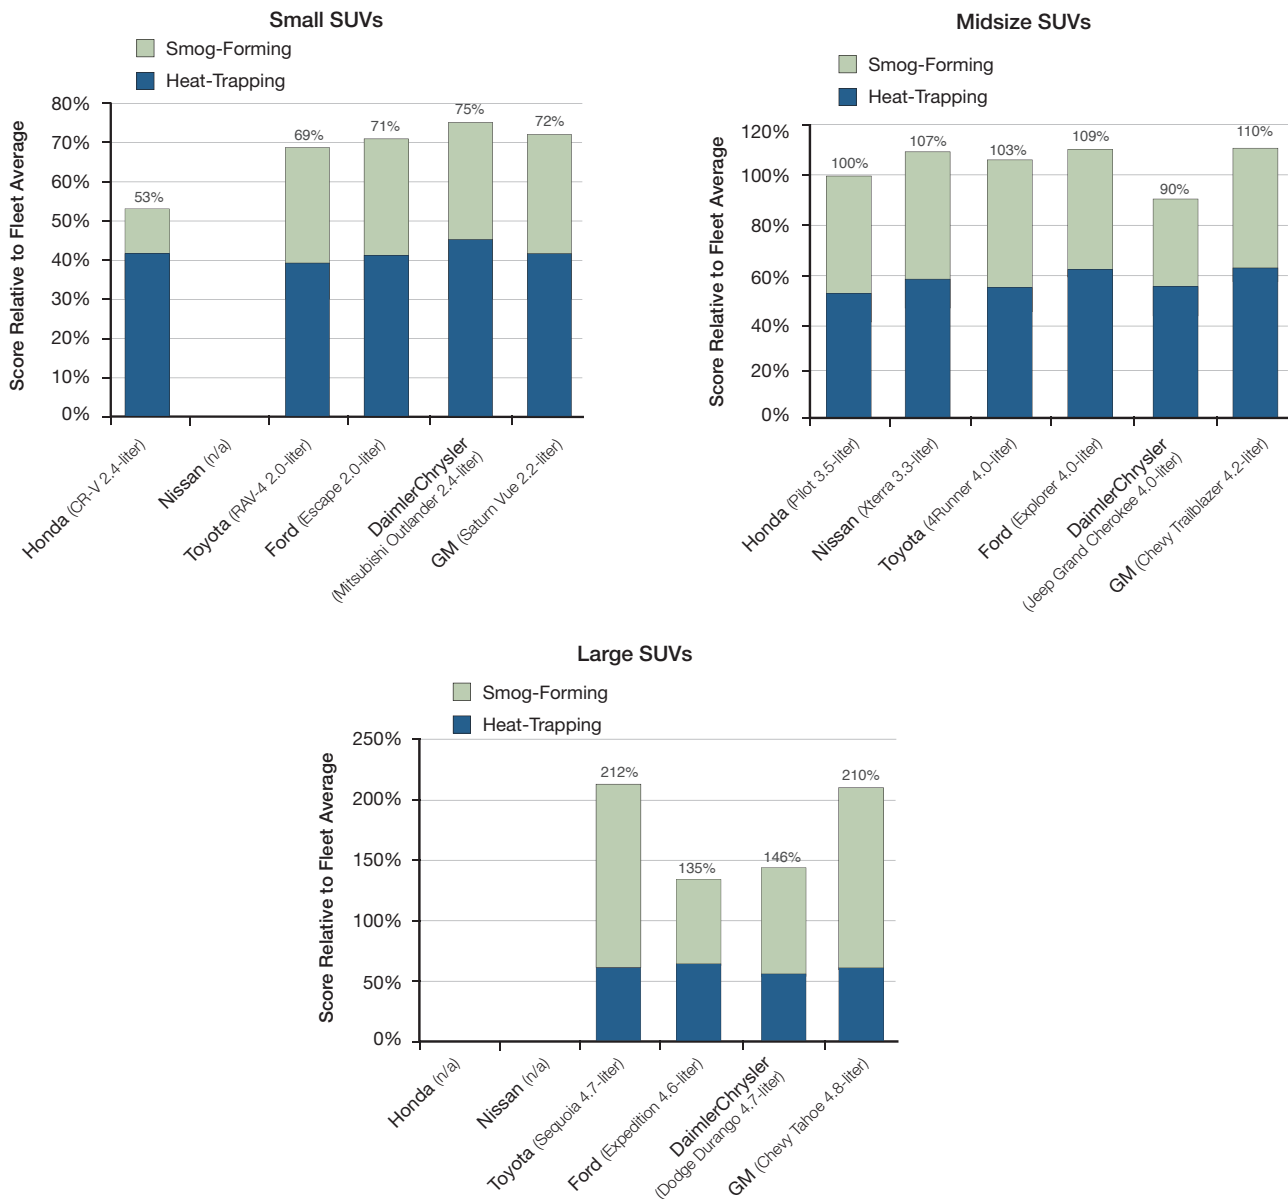 Small SUVs
Smog-Forming
Heat-Trapping
Score Relative to Fleet Average
80%
70%
60%
50%
40%
30%
20%
10%
0%
53%
69%
71%
75%
72%
Honda (CR-V 2.4-liter)
Nissan (n/a)
Toyota (RAV-4 2.0-liter)
Ford (Escape 2.0-liter)
DaimlerChrysler
(Mitsubishi Outlander 2.4-liter)
GM (Saturn Vue 2.2-liter)
Midsize SUVs
Smog-Forming
Heat-Trapping
Score Relative to Fleet Average
120%
100%
80%
60%
40%
20%
0%
100%
107%
103%
109%
90%
110%
Honda (Pilot 3.5-liter)
Nissan (Xterra 3.3-liter)
Toyota (4Runner 4.0-liter)
Ford (Explorer 4.0-liter)
DaimlerChrysler
(Jeep Grand Cherokee 4.0-liter)
GM (Chevy Trailblazer 4.2-liter)
Large SUVs
Smog-Forming
Heat-Trapping
Score Relative to Fleet Average
250%
200%
150%
100%
50%
0%
212%
135%
146%
210%
Honda (n/a)
Nissan (n/a)
Toyota (Sequoia 4.7-liter)
Ford (Expedition 4.6-liter)
DaimlerChrysler
(Dodge Durango 4.7-liter)
GM (Chevy Tahoe 4.8-liter)